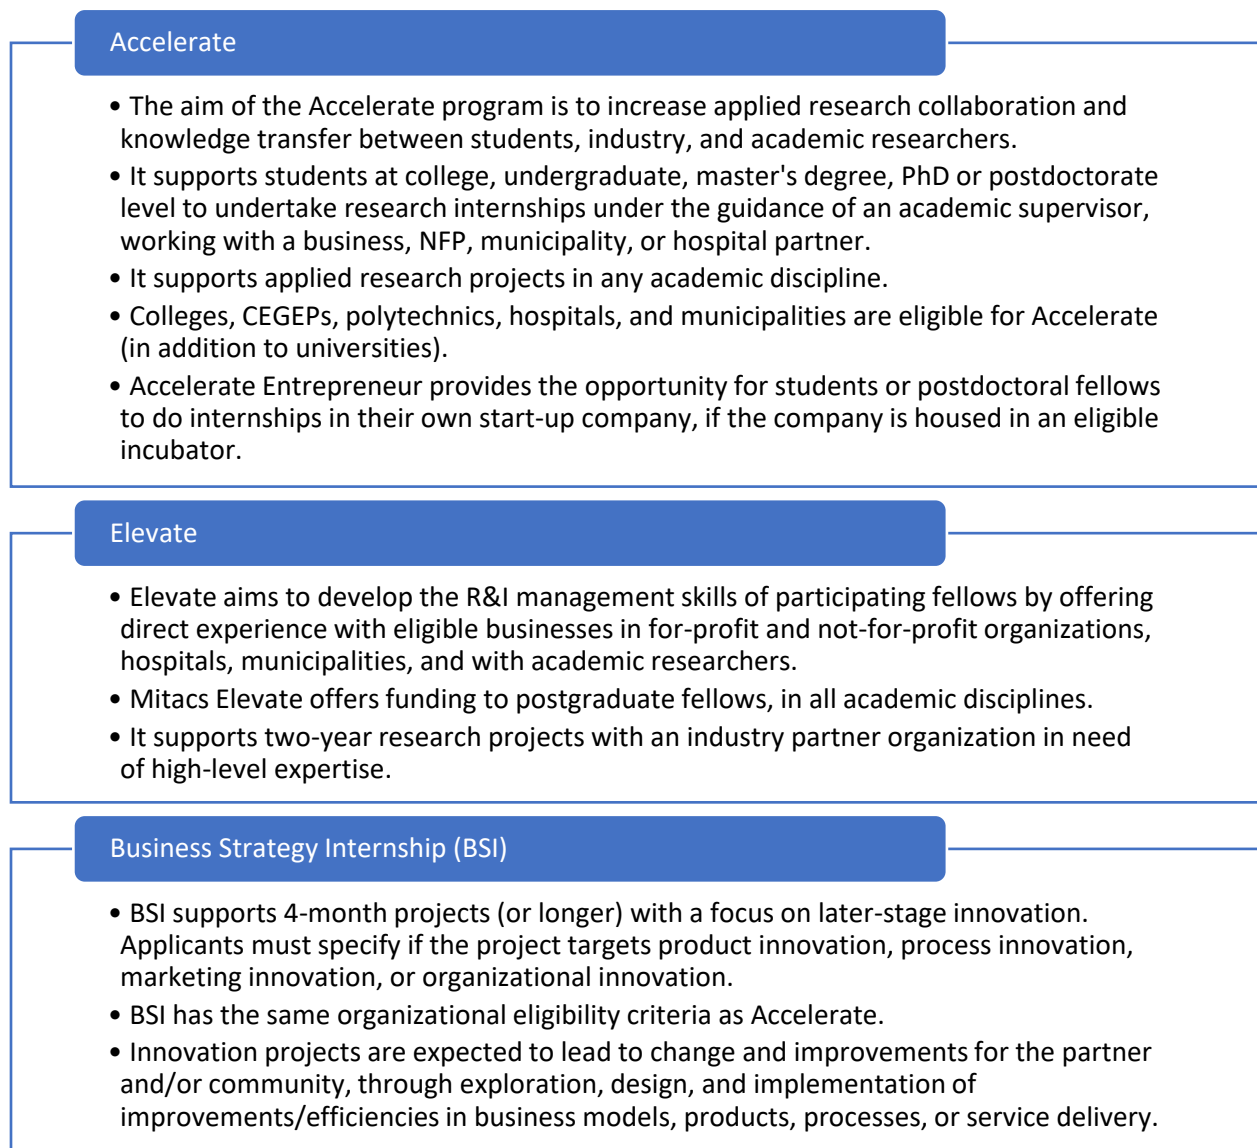 Accelerate
• The aim of the Accelerate program is to increase applied research collaboration and
knowledge transfer between students, industry, and academic researchers.
• It supports students at college, undergraduate, master's degree, PhD or postdoctorate
level to undertake research internships under the guidance of an academic supervisor,
working with a business, NFP, municipality, or hospital partner.
• It supports applied research projects in any academic discipline.
• Colleges, CEGEPs, polytechnics, hospitals, and municipalities are eligible for Accelerate
(in addition to universities).
• Accelerate Entrepreneur provides the opportunity for students or postdoctoral fellows
to do internships in their own start-up company, if the company is housed in an eligible
incubator.
Elevate
• Elevate aims to develop the R&I management skills of participating fellows by offering
direct experience with eligible businesses in for-profit and not-for-profit organizations,
hospitals, municipalities, and with academic researchers.
• Mitacs Elevate offers funding to postgraduate fellows, in all academic disciplines.
• It supports two-year research projects with an industry partner organization in need
of high-level expertise.
Business Strategy Internship (BSI)
• BSI supports 4-month projects (or longer) with a focus on later-stage innovation.
Applicants must specify if the project targets product innovation, process innovation,
marketing innovation, or organizational innovation.
• BSI has the same organizational eligibility criteria as Accelerate.
• Innovation projects are expected to lead to change and improvements for the partner
and/or community, through exploration, design, and implementation of
improvements/efficiencies in business models, products, processes, or service delivery.